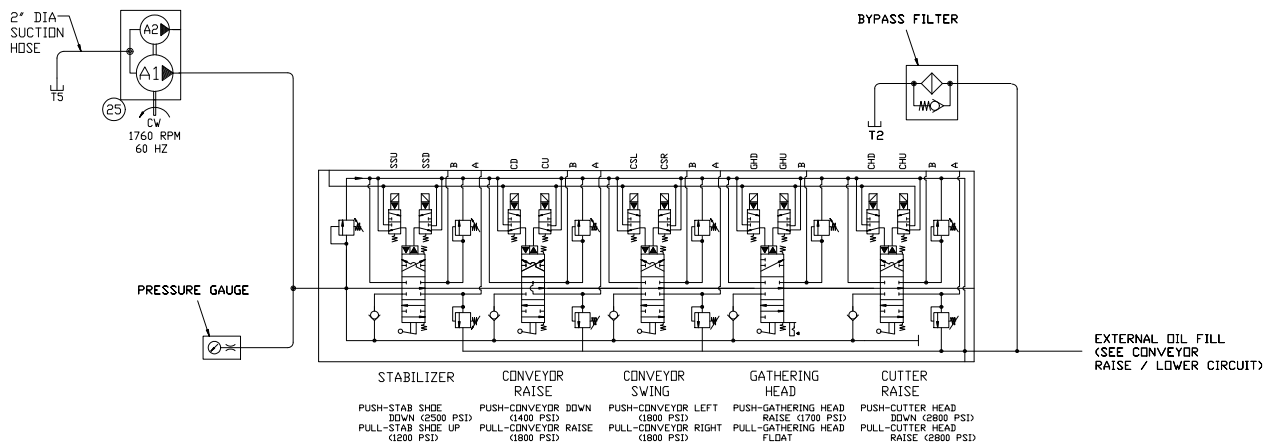 2" DIA
SUCTION
HOSE
A2
A1
T5
25
CW
1760 RPM
60 HZ
BYPASS FILTER
T2
SSU SSD B A CD CU B A CSL CSR B A GHD GHU B CHD CHU B A
PRESSURE GAUGE
EXTERNAL OIL FILL
(SEE CONVEYOR
RAISE / LOWER CIRCUIT)
STABILIZER
PUSH-STAB SHOE
DOWN (2500 PSI)
PULL-STAB SHOE UP
(1200 PSI)
CONVEYOR
RAISE
PUSH-CONVEYOR DOWN
(1400 PSI)
PULL-CONVEYOR RAISE
(1800 PSI)
CONVEYOR
SWING
PUSH-CONVEYOR LEFT
(1800 PSI)
PULL-CONVEYOR RIGHT
(1800 PSI)
GATHERING
HEAD
PUSH-GATHERING HEAD
RAISE (1700 PSI)
PULL-GATHERING HEAD
FLOAT
CUTTER
RAISE
PUSH-CUTTER HEAD
DOWN (2800 PSI)
PULL-CUTTER HEAD
RAISE (2800 PSI)